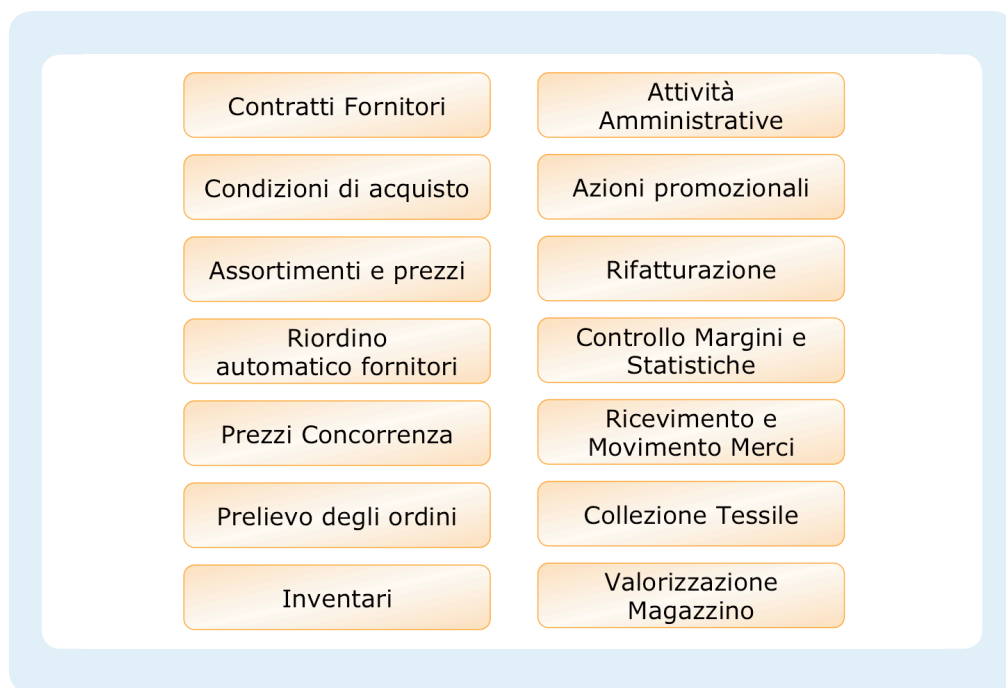 Contratti Fornitori
Condizioni di acquisto
Assortimenti e prezzi
Riordino
automatico fornitori
Prezzi Concorrenza
Prelievo degli ordini
Inventari
Attività
Amministrative
Azioni promozionali
Rifatturazione
Controllo Margini e
Statistiche
Ricevimento e
Movimento Merci
Collezione Tessile
Valorizzazione
Magazzino